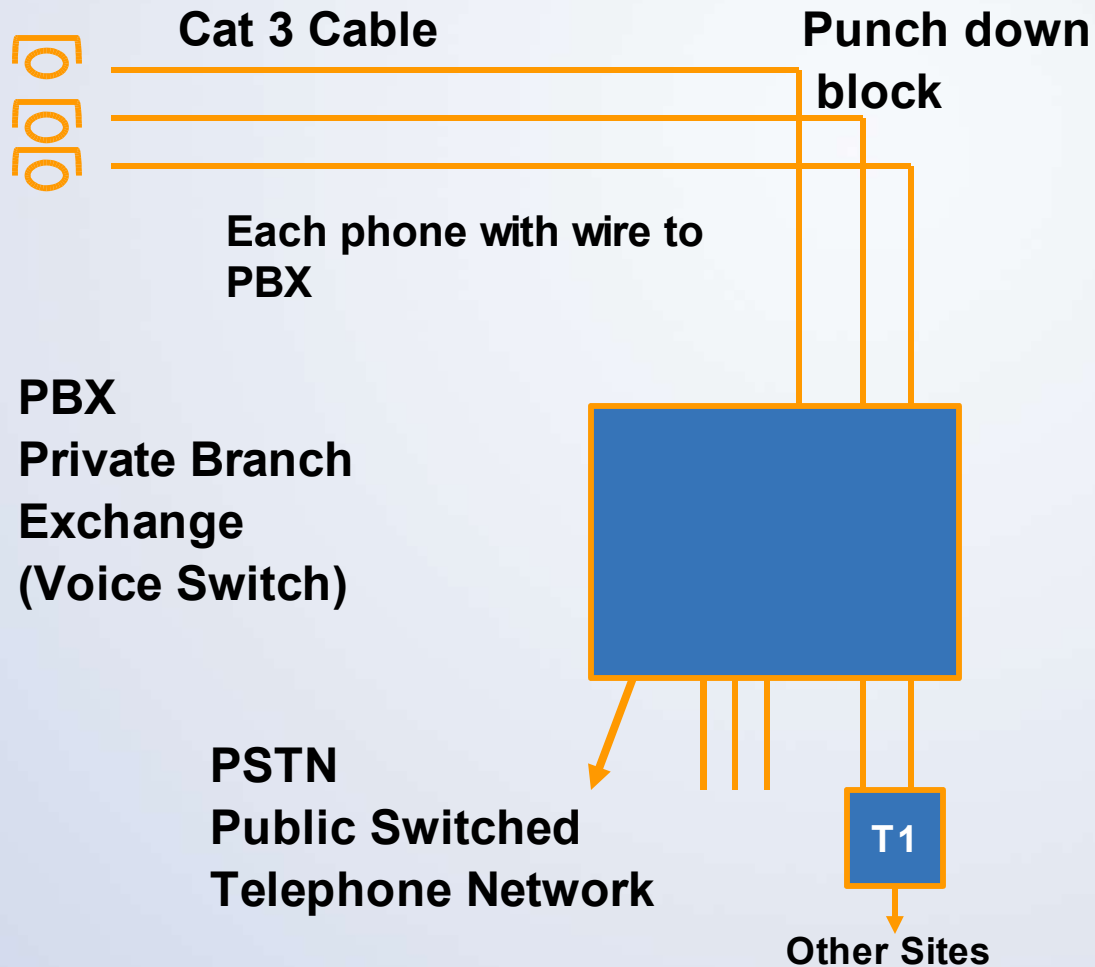 Cat 3 Cable
Punch down
block
Each phone with wire to
PBX
PBX
Private Branch
Exchange
(Voice Switch)
PSTN
Public Switched
Telephone Network
T1
Other Sites